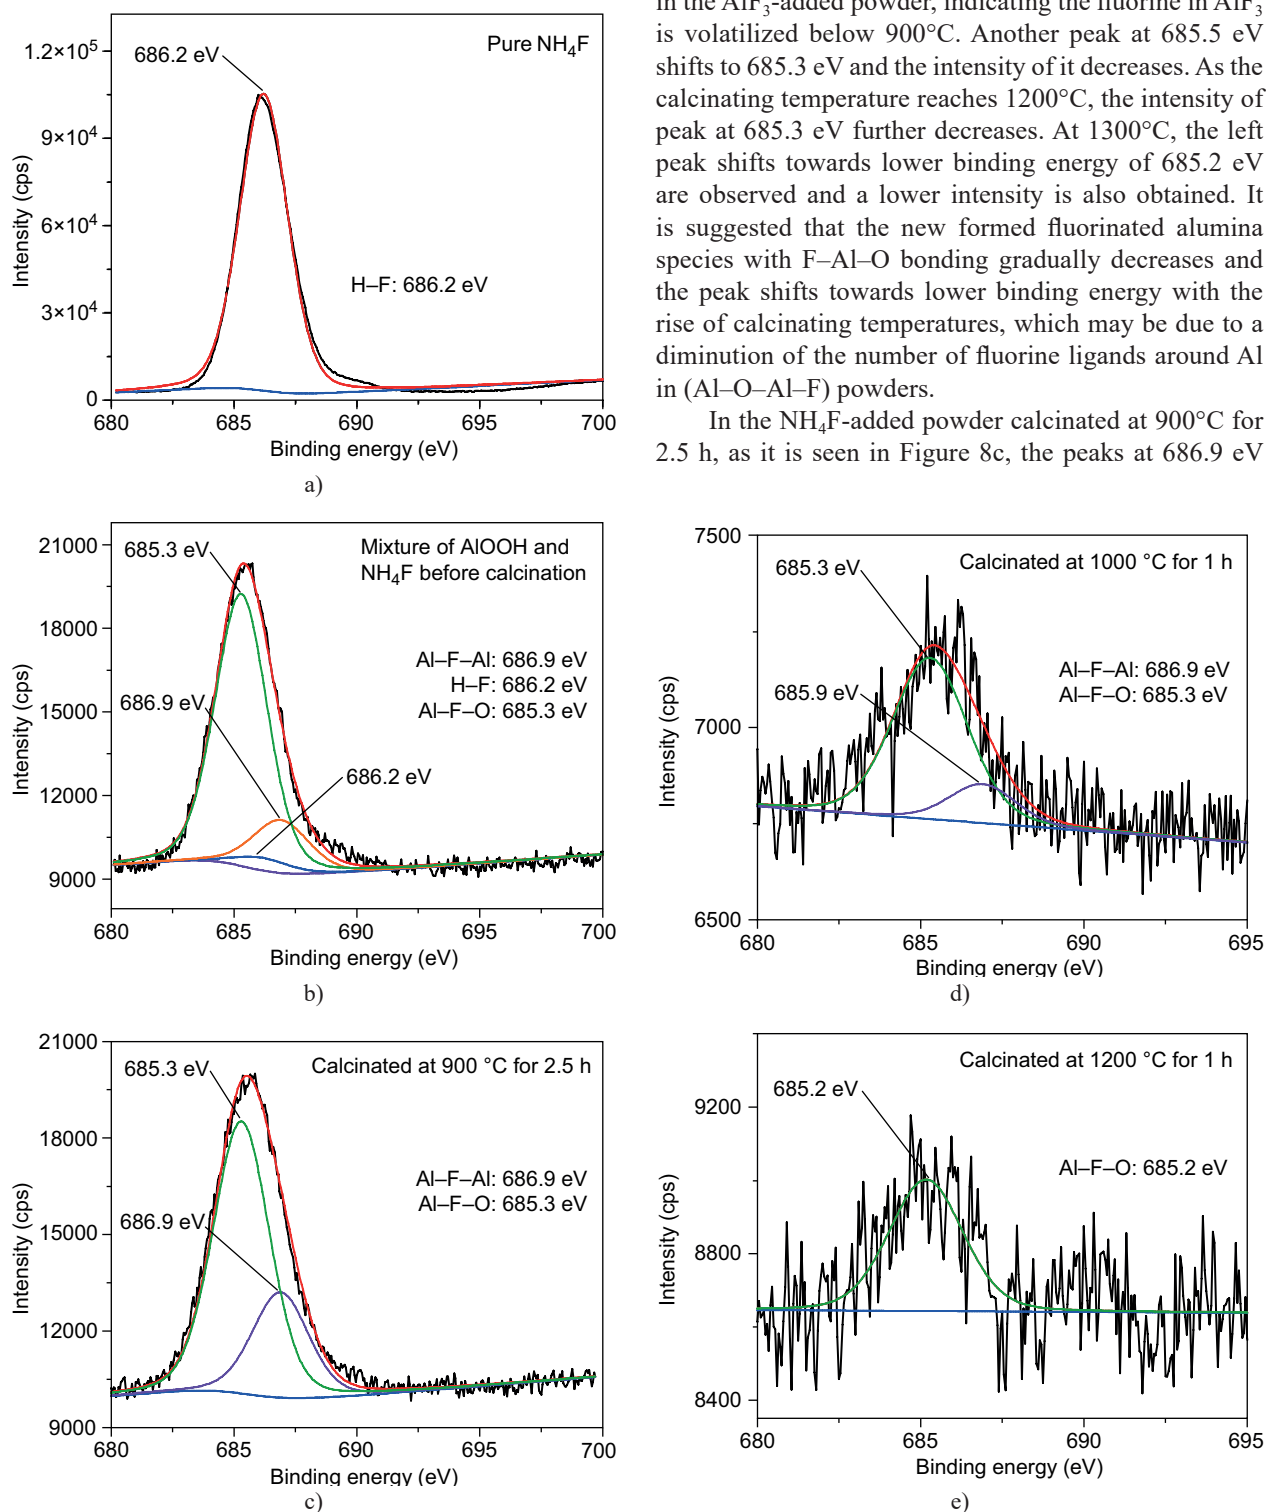 1.2×10⁵
9×10⁴
6×10⁴
3×10⁴
0
Intensity (cps)
686.2 eV
Pure NH₄F
H–F: 686.2 eV
680
685
690
695
700
Binding energy (eV)
a)
in the AlF₃-added powder, indicating the fluorine in AlF₃
is volatilized below 900°C. Another peak at 685.5 eV
shifts to 685.3 eV and the intensity of it decreases. As the
calcinating temperature reaches 1200°C, the intensity of
peak at 685.3 eV further decreases. At 1300°C, the left
peak shifts towards lower binding energy of 685.2 eV
are observed and a lower intensity is also obtained. It
is suggested that the new formed fluorinated alumina
species with F–Al–O bonding gradually decreases and
the peak shifts towards lower binding energy with the
rise of calcinating temperatures, which may be due to a
diminution of the number of fluorine ligands around Al
in (Al–O–Al–F) powders.
In the NH₄F-added powder calcinated at 900°C for
2.5 h, as it is seen in Figure 8c, the peaks at 686.9 eV
21000
18000
15000
12000
9000
Intensity (cps)
685.3 eV
Mixture of AlOOH and
NH₄F before calcination
Al–F–Al: 686.9 eV
H–F: 686.2 eV
Al–F–O: 685.3 eV
686.9 eV
686.2 eV
680
685
690
695
700
Binding energy (eV)
b)
7500
7000
6500
Intensity (cps)
Calcinated at 1000 °C for 1 h
685.3 eV
Al–F–Al: 686.9 eV
Al–F–O: 685.3 eV
685.9 eV
680
685
690
695
Binding energy (eV)
d)
21000
18000
15000
12000
9000
Intensity (cps)
685.3 eV
Calcinated at 900 °C for 2.5 h
Al–F–Al: 686.9 eV
Al–F–O: 685.3 eV
686.9 eV
680
685
690
695
700
Binding energy (eV)
c)
9200
8800
8400
Intensity (cps)
Calcinated at 1200 °C for 1 h
685.2 eV
Al–F–O: 685.2 eV
680
685
690
695
Binding energy (eV)
e)